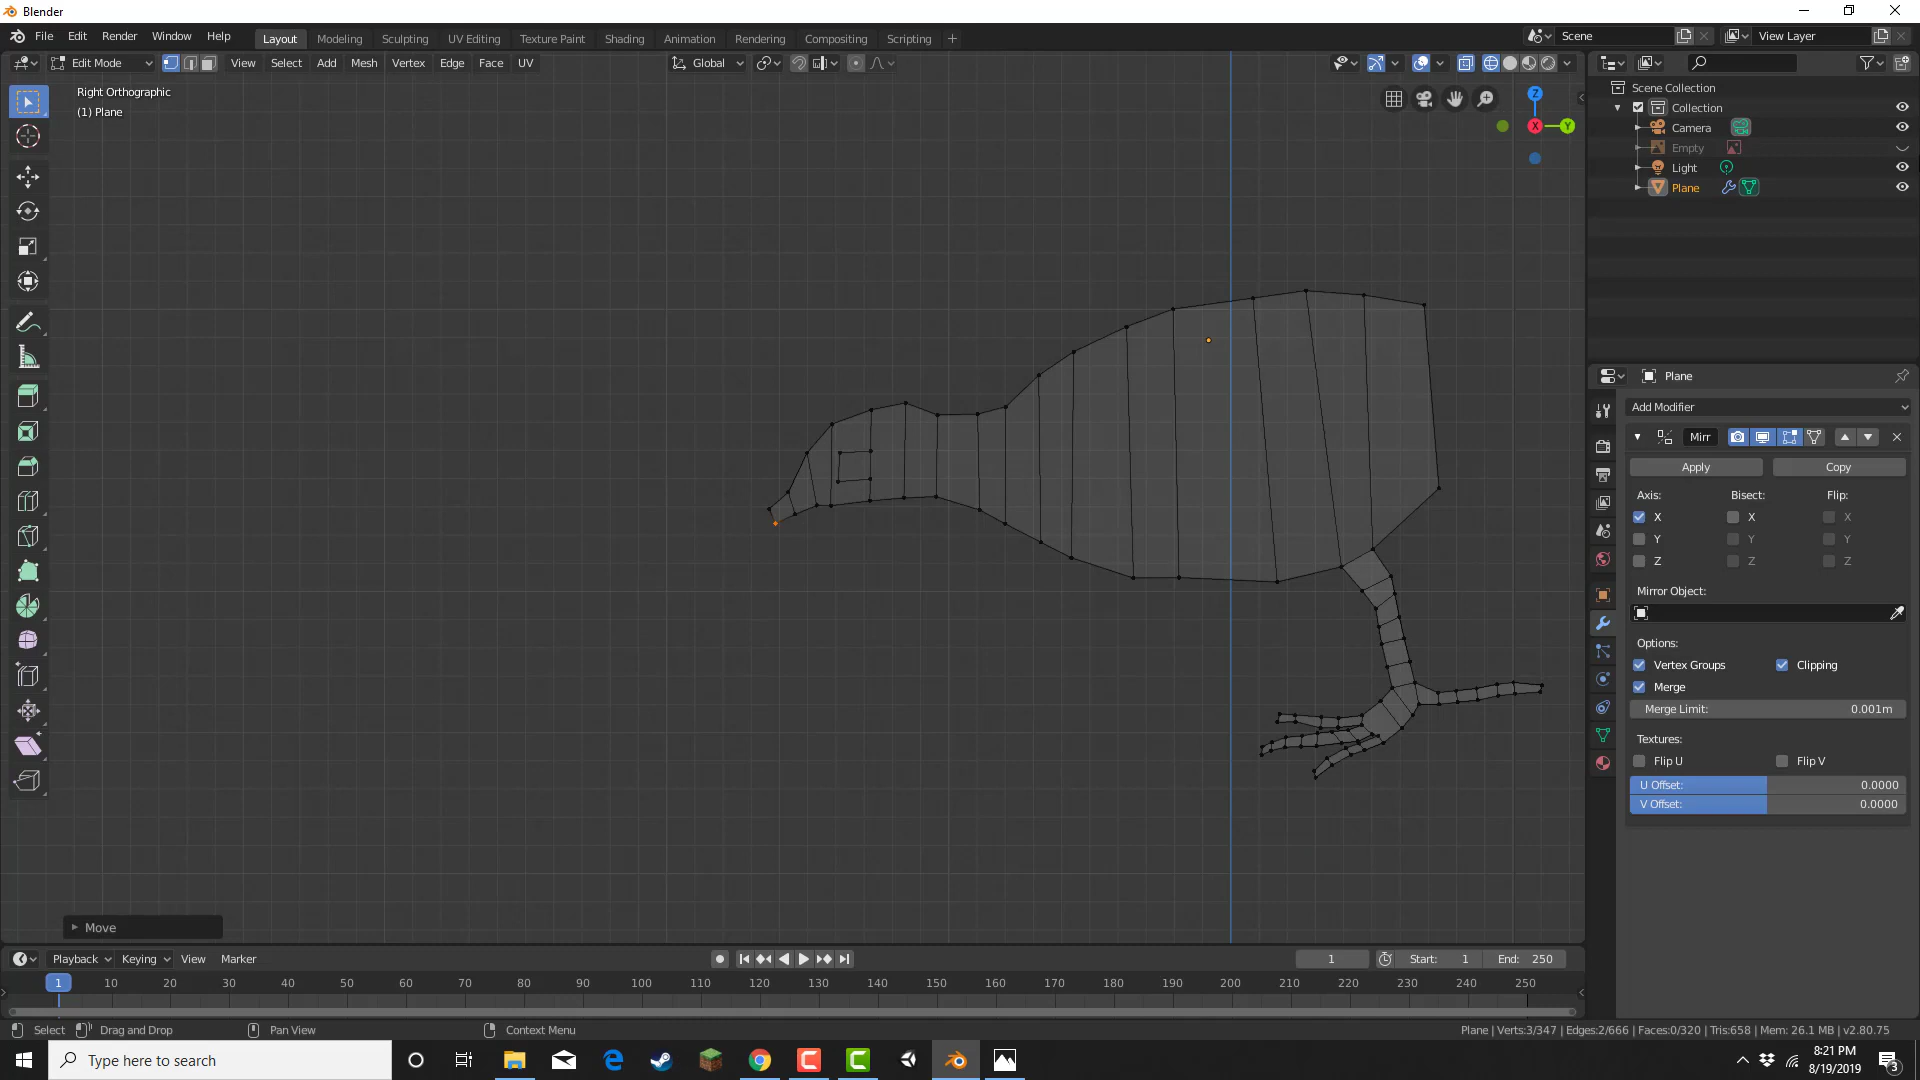 Blender
File Edit Render Window Help
Layout Modeling Sculpting UV Editing Texture Paint Shading Animation Rendering Compositing Scripting +
Scene View Layer
Edit Mode View Select Add Mesh Vertex Edge Face UV
Global
Right Orthographic
(1) Plane
Z
X
Y
Scene Collection
Collection
Camera
Empty
Light
Plane
Plane
Add Modifier
Mirr
Apply Copy
Axis: Bisect: Flip:
X X X
Y Y Y
Z Z Z
Mirror Object:
Options:
Vertex Groups Clipping
Merge
Merge Limit: 0.001m
Textures:
Flip U Flip V
U Offset: 0.0000
V Offset: 0.0000
Move
Playback Keying View Marker 1 Start: 1 End: 250
1 10 20 30 40 50 60 70 80 90 100 110 120 130 140 150 160 170 180 190 200 210 220 230 240 250
Select Drag and Drop Pan View Context Menu Plane | Verts:3/347 | Edges:2/666 | Faces:0/320 | Tris:658 | Mem: 26.1 MB | v2.80.75
Type here to search
8:21 PM
8/19/2019
3